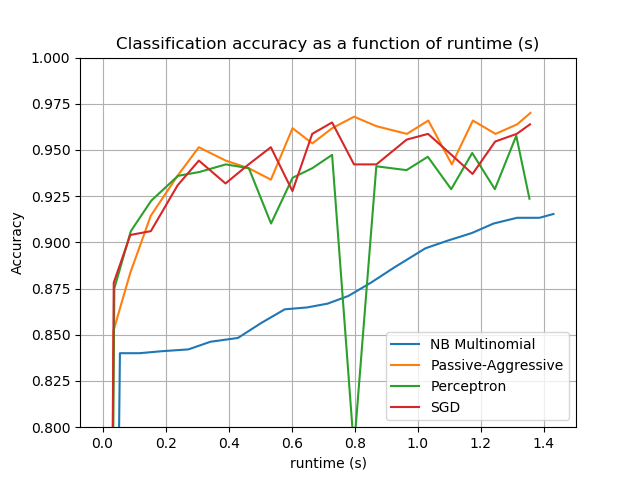 Classification accuracy as a function of runtime (s)
1.000
0.975
0.950
0.925
0.900
0.875
0.850
0.825
0.800
Accuracy
NB Multinomial
Passive-Aggressive
Perceptron
SGD
0.0 0.2 0.4 0.6 0.8 1.0 1.2 1.4
runtime (s)